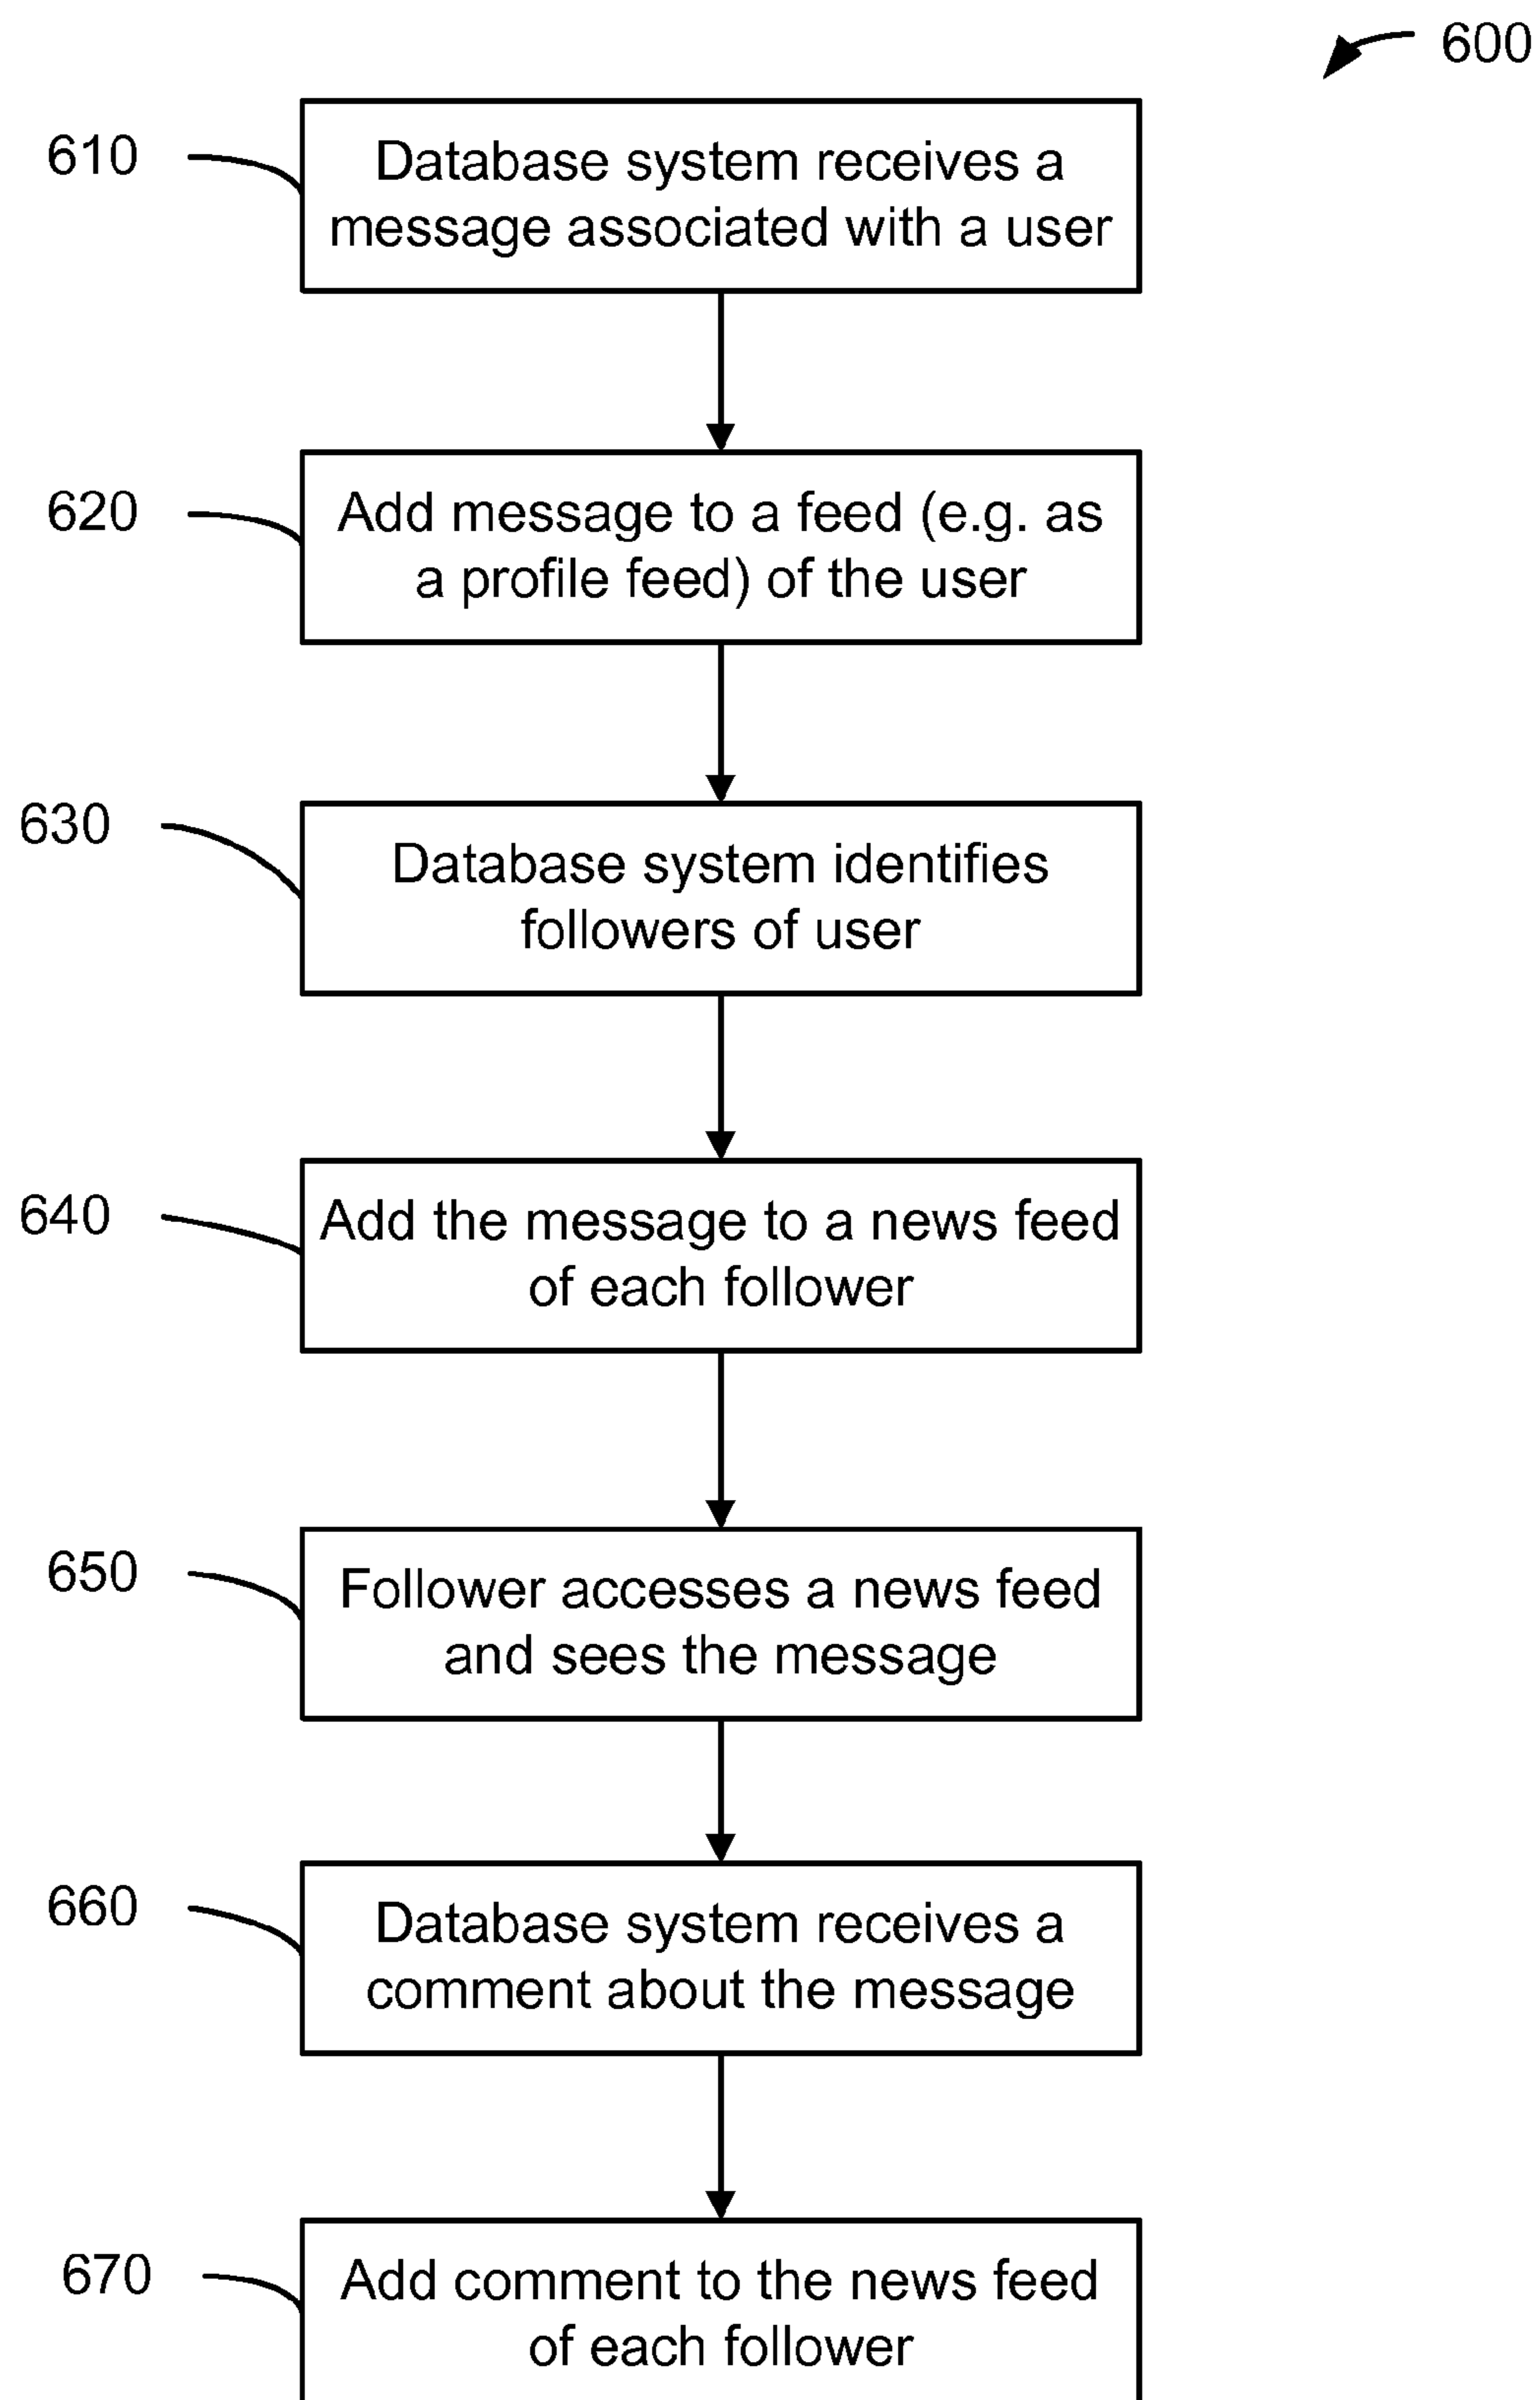 600
610
Database system receives a
message associated with a user
620
Add message to a feed (e.g. as
a profile feed) of the user
630
Database system identifies
followers of user
640
Add the message to a news feed
of each follower
650
Follower accesses a news feed
and sees the message
660
Database system receives a
comment about the message
670
Add comment to the news feed
of each follower